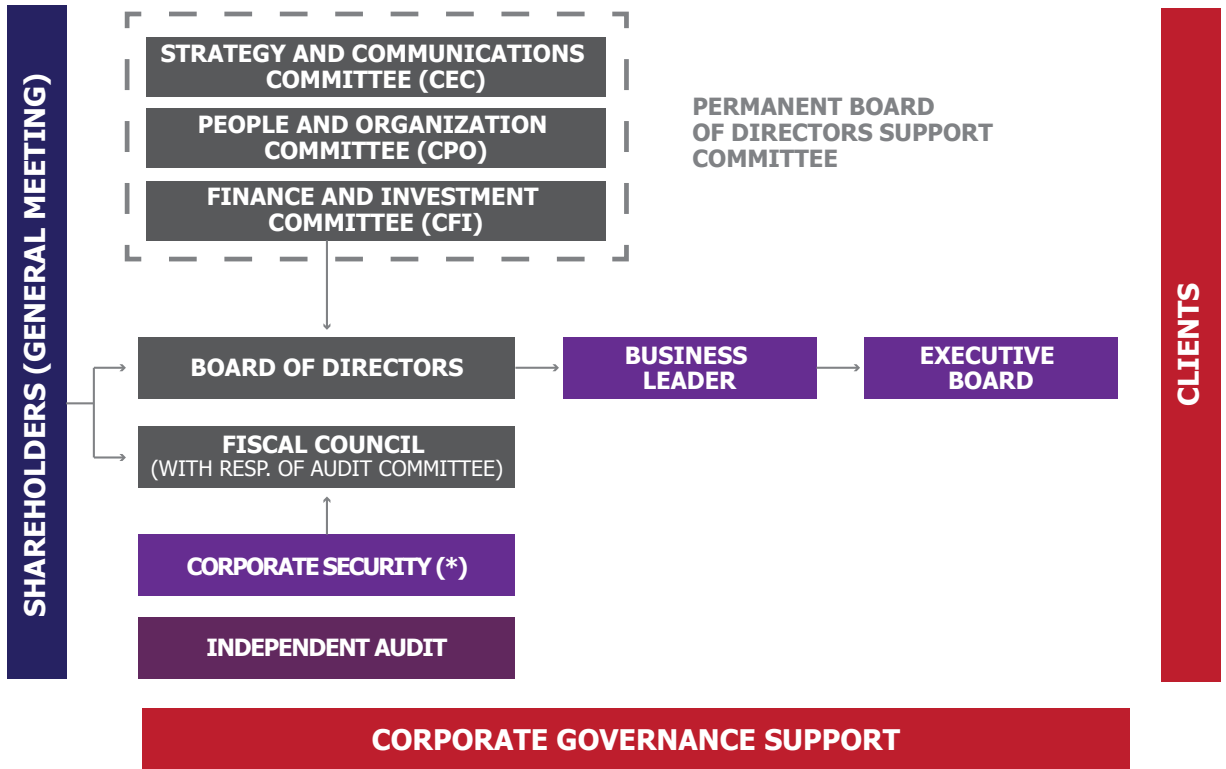 SHAREHOLDERS (GENERAL MEETING)
STRATEGY AND COMMUNICATIONS
COMMITTEE (CEC)
PEOPLE AND ORGANIZATION
COMMITTEE (CPO)
FINANCE AND INVESTMENT
COMMITTEE (CFI)
PERMANENT BOARD
OF DIRECTORS SUPPORT
COMMITTEE
BOARD OF DIRECTORS
BUSINESS
LEADER
EXECUTIVE
BOARD
FISCAL COUNCIL
(WITH RESP. OF AUDIT COMMITTEE)
CORPORATE SECURITY (*)
INDEPENDENT AUDIT
CLIENTS
CORPORATE GOVERNANCE SUPPORT